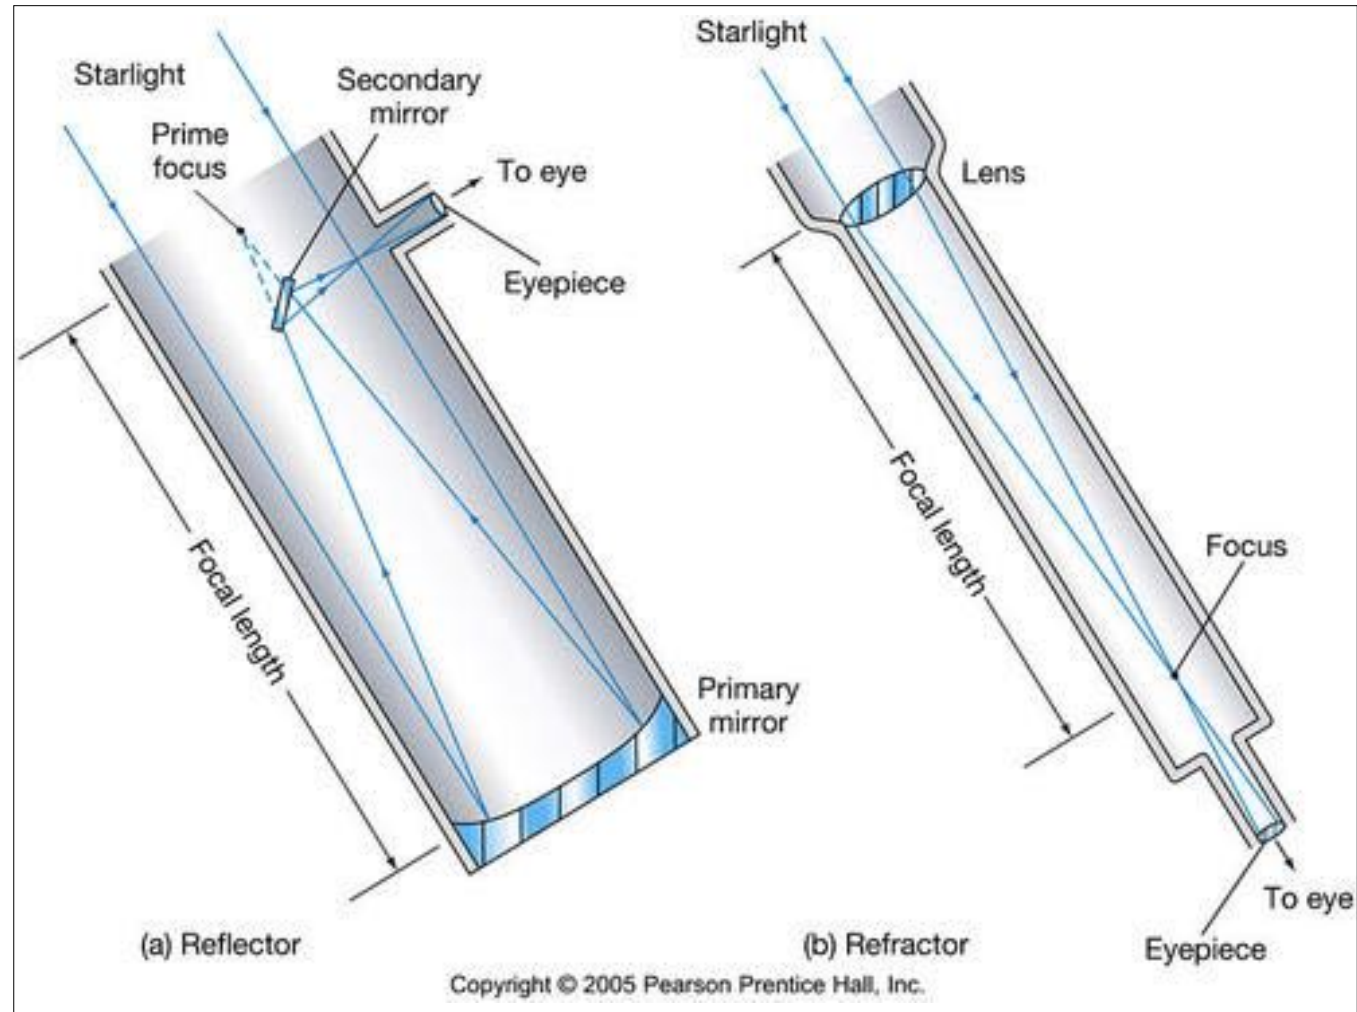 Starlight
Secondary
mirror
Prime
focus
To eye
Eyepiece
Focal length
Primary
mirror
(a) Reflector
Starlight
Lens
Focal length
Focus
To eye
Eyepiece
(b) Refractor
Copyright © 2005 Pearson Prentice Hall, Inc.